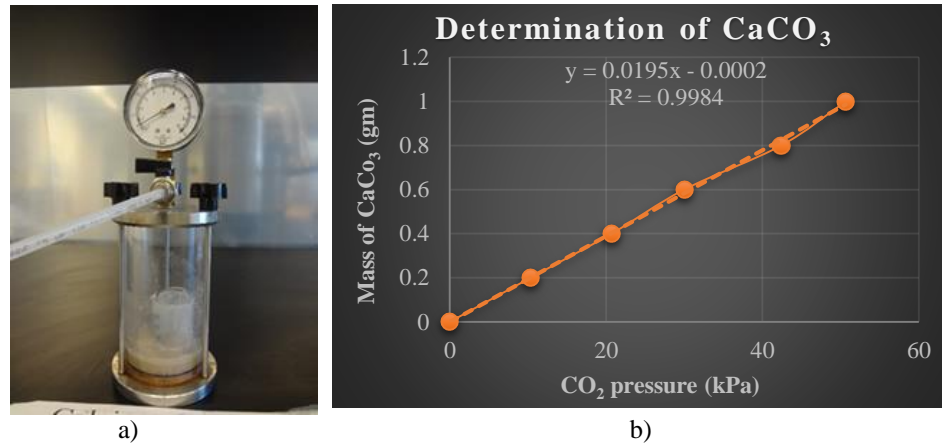 Determination of CaCO₃
y = 0.0195x - 0.0002
R² = 0.9984
1.2
1
0.8
0.6
0.4
0.2
0
Mass of CaCo₃ (gm)
0 20 40 60
CO₂ pressure (kPa)
a) b)